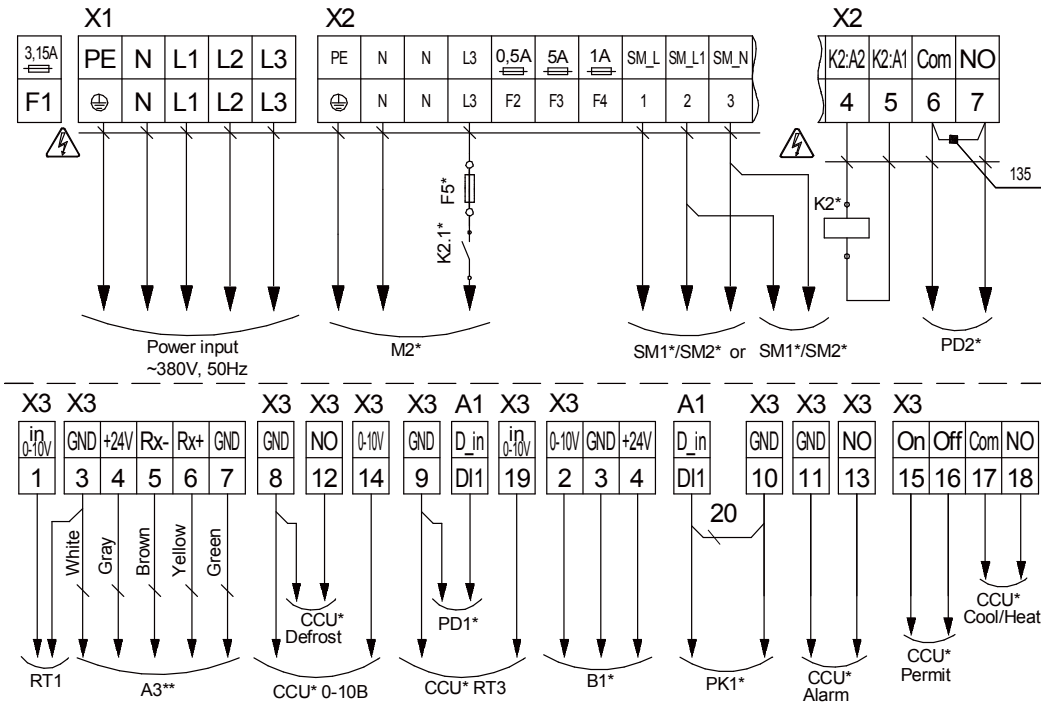 X1 X2 X2
3,15A PE N L1 L2 L3 PE N N L3 0,5A 5A 1A SM_L SM_L1 SM_N K2:A2 K2:A1 Com NO
F1 N L1 L2 L3 N N L3 F2 F3 F4 1 2 3 4 5 6 7
135
F5*
K2*
K2.1*
Power input
~380V, 50Hz
M2*
SM1*/SM2* or SM1*/SM2*
PD2*
X3 X3 X3 X3 X3 X3 A1 X3 X3 A1 X3 X3 X3 X3
in 0-10V GND +24V Rx- Rx+ GND GND NO 0-10V GND D_in in 0-10V 0-10V GND +24V D_in GND GND NO On Off Com NO
1 3 4 5 6 7 8 12 14 9 DI1 19 2 3 4 DI1 10 11 13 15 16 17 18
20
White
Gray
Brown
Yellow
Green
CCU*
Defrost
PD1*
CCU*
Cool/Heat
RT1
A3**
CCU* 0-10B
CCU* RT3
B1*
PK1*
CCU*
Alarm
CCU*
Permit